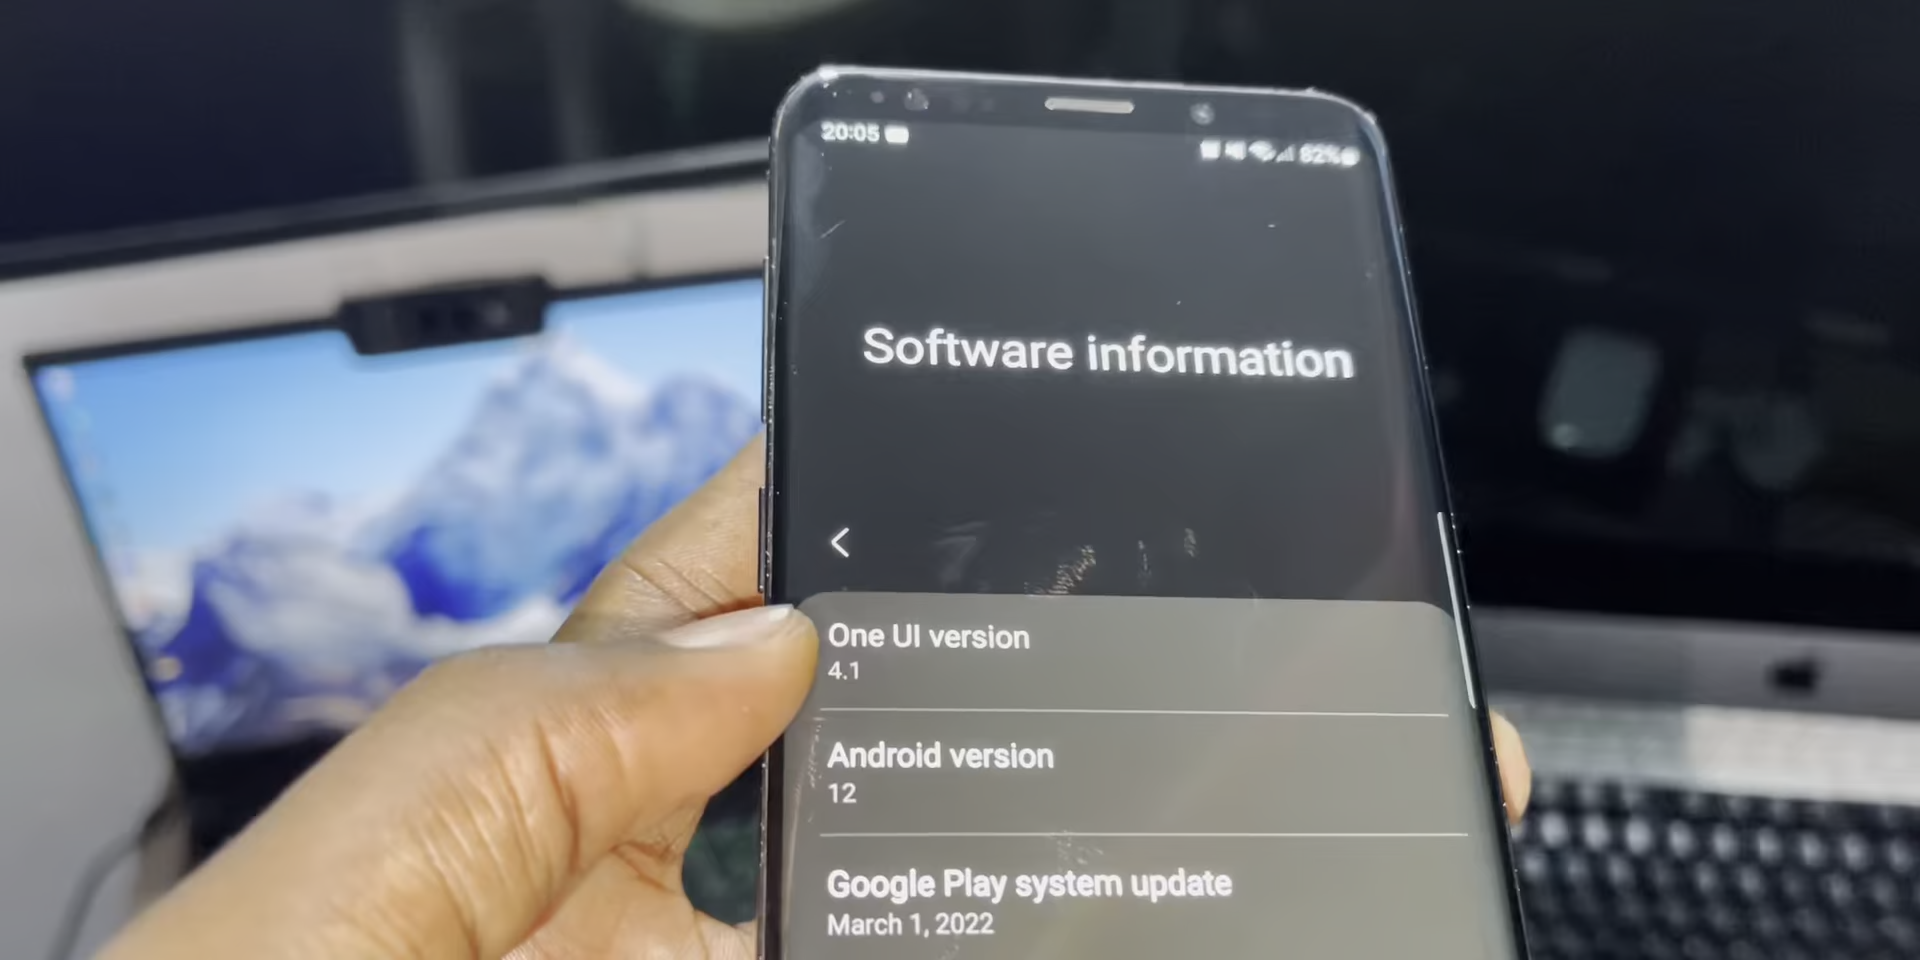 20:05
82%
Software information
One UI version
4.1
Android version
12
Google Play system update
March 1, 2022